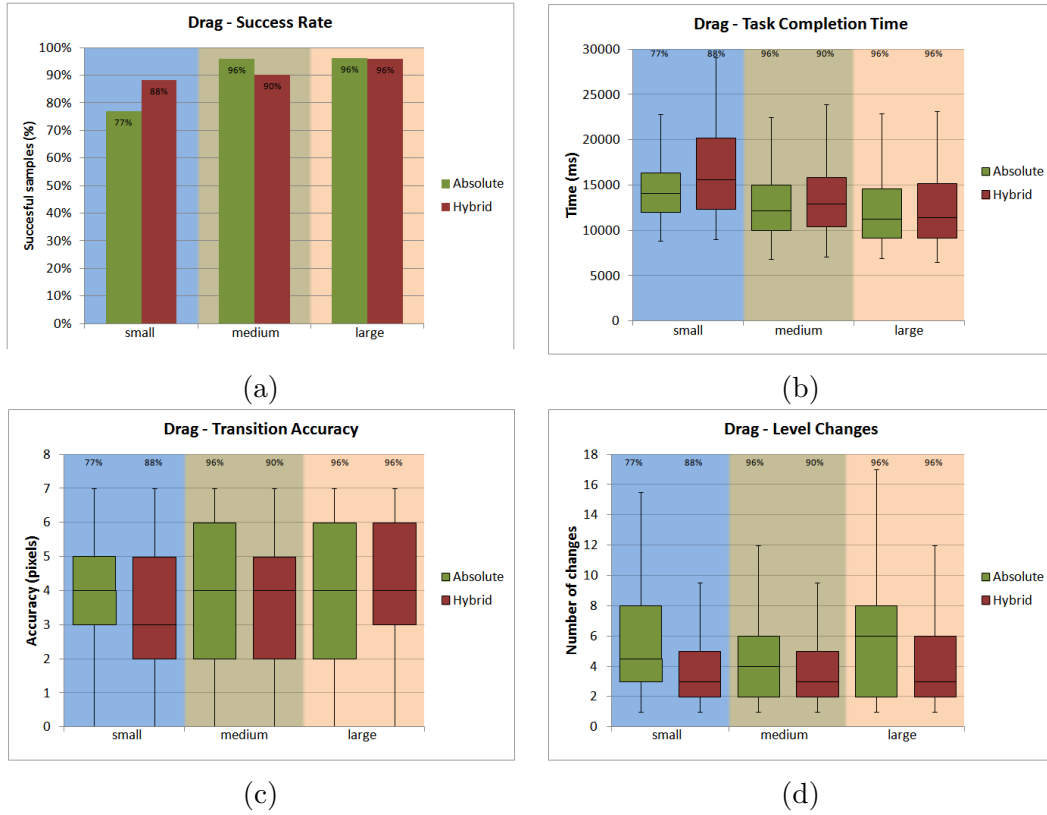 Drag - Success Rate
100%
90%
80%
70%
60%
50%
40%
30%
20%
10%
0%
Succesful samples (%)
77%
88%
96%
90%
96%
96%
small
medium
large
Absolute
Hybrid
(a)
Drag - Task Completion Time
30000
25000
20000
15000
10000
5000
0
Time (ms)
77%
88%
96%
90%
96%
96%
small
medium
large
Absolute
Hybrid
(b)
Drag - Transition Accuracy
8
7
6
5
4
3
2
1
0
Accuracy (pixels)
77%
88%
96%
90%
96%
96%
small
medium
large
Absolute
Hybrid
(c)
Drag - Level Changes
18
16
14
12
10
8
6
4
2
0
Number of changes
77%
88%
96%
90%
96%
96%
small
medium
large
Absolute
Hybrid
(d)